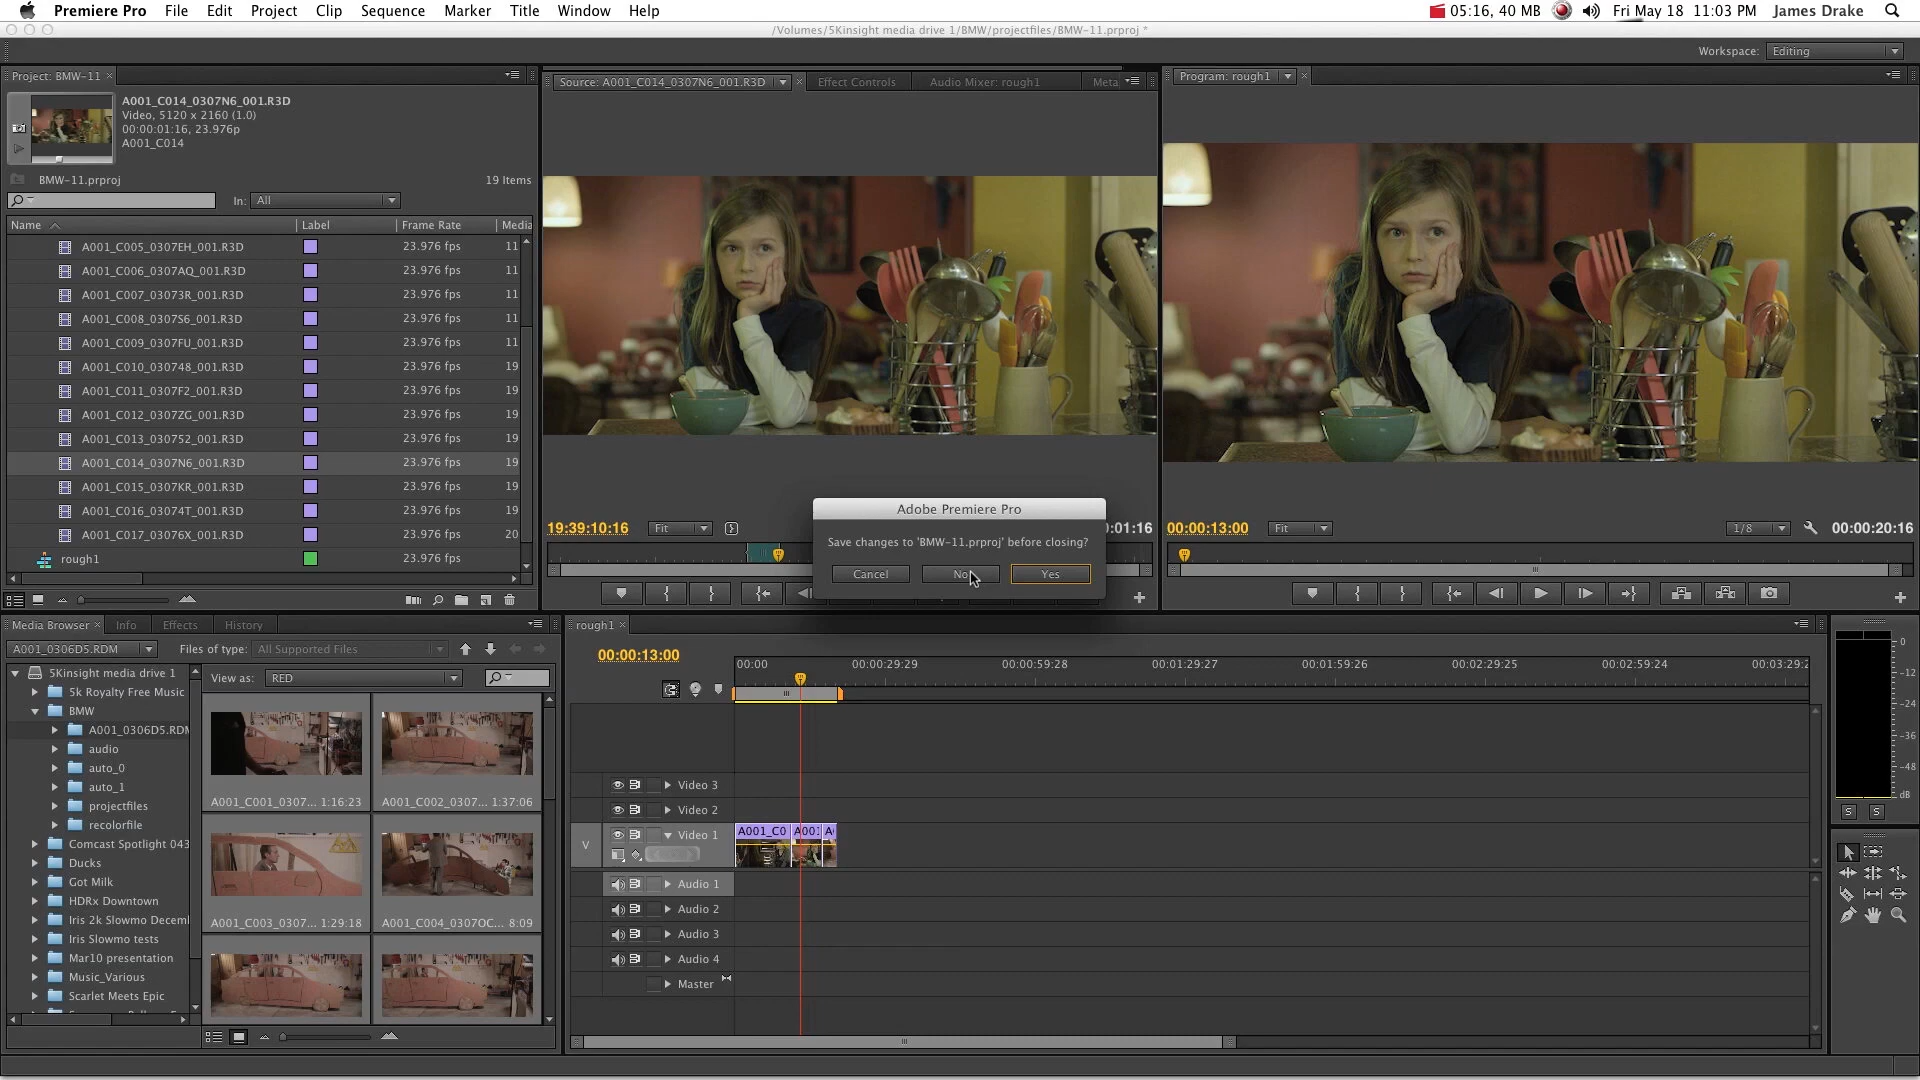 Premiere Pro File Edit Project Clip Sequence Marker Title Window Help 05:16, 40 MB Fri May 18 11:03 PM James Drake
/Volumes/5Kinsight media drive 1/BMW/projectfiles/BMW-11.prproj *
Workspace: Editing
Project: BMW-11
A001_C014_0307N6_001.R3D
Video, 5120 x 2160 (1.0)
00:00:01:16, 23.976p
A001_C014
BMW-11.prproj 19 Items
In: All
Name Label Frame Rate Media
A001_C005_0307EH_001.R3D 23.976 fps 11
A001_C006_0307AQ_001.R3D 23.976 fps 11
A001_C007_03073R_001.R3D 23.976 fps 11
A001_C008_0307S6_001.R3D 23.976 fps 11
A001_C009_0307FU_001.R3D 23.976 fps 11
A001_C010_030748_001.R3D 23.976 fps 19
A001_C011_0307F2_001.R3D 23.976 fps 19
A001_C012_0307ZG_001.R3D 23.976 fps 19
A001_C013_030752_001.R3D 23.976 fps 19
A001_C014_0307N6_001.R3D 23.976 fps 19
A001_C015_0307KR_001.R3D 23.976 fps 19
A001_C016_03074T_001.R3D 23.976 fps 19
A001_C017_03076X_001.R3D 23.976 fps 20
rough1 23.976 fps
Source: A001_C014_0307N6_001.R3D Effect Controls Audio Mixer: rough1 Meta
19:39:10:16 Fit 0:01:16
Program: rough1
00:00:13:00 Fit 1/8 00:00:20:16
Adobe Premiere Pro
Save changes to 'BMW-11.prproj' before closing?
Cancel No Yes
Media Browser Info Effects History
A001_0306D5.RDM Files of type: All Supported Files
View as: RED
5Kinsight media drive 1
5k Royalty Free Music
BMW
A001_0306D5.RDM
audio
auto_0
auto_1
projectfiles
recolorfile
Comcast Spotlight 043
Ducks
Got Milk
HDRx Downtown
Iris 2k Slowmo Decem
Iris Slowmo tests
Mar10 presentation
Music_Various
Scarlet Meets Epic
A001_C001_0307... 1:16:23
A001_C002_0307... 1:37:06
A001_C003_0307... 1:29:18
A001_C004_0307OC... 8:09
rough1
00:00:13:00
00:00 00:00:29:29 00:00:59:28 00:01:29:27 00:01:59:26 00:02:29:25 00:02:59:24 00:03:29:2
Video 3
Video 2
V Video 1
A001_C0 A001 A
Audio 1
Audio 2
Audio 3
Audio 4
Master
0
-12
-24
-36
-48
dB
S S